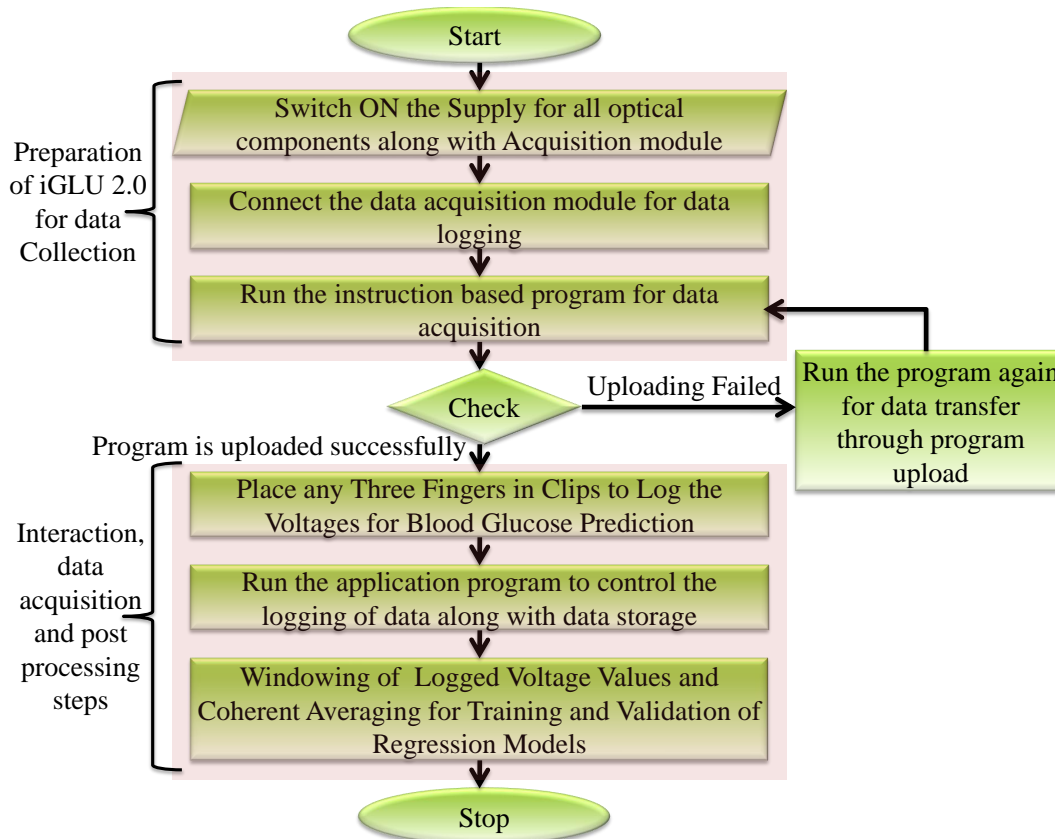 Start
Switch ON the Supply for all optical
components along with Acquisition module
Preparation
of iGLU 2.0
for data
Collection
Connect the data acquisition module for data
logging
Run the instruction based program for data
acquisition
Check
Uploading Failed
Run the program again
for data transfer
through program
upload
Program is uploaded successfully
Place any Three Fingers in Clips to Log the
Voltages for Blood Glucose Prediction
Interaction,
data
acquisition
and post
processing
steps
Run the application program to control the
logging of data along with data storage
Windowing of Logged Voltage Values and
Coherent Averaging for Training and Validation of
Regression Models
Stop